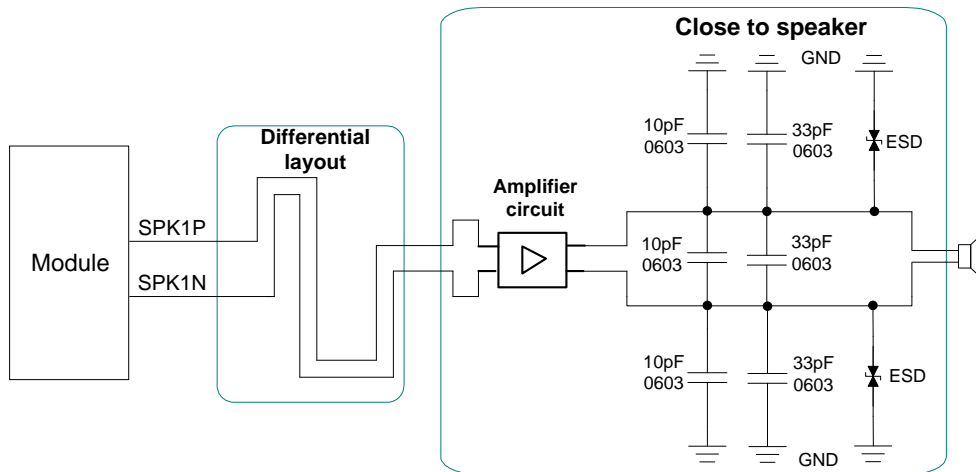 Close to speaker
GND
10pF
0603
33pF
0603
ESD
Differential
layout
Amplifier
circuit
SPK1P
Module
SPK1N
10pF
0603
33pF
0603
10pF
0603
33pF
0603
ESD
GND